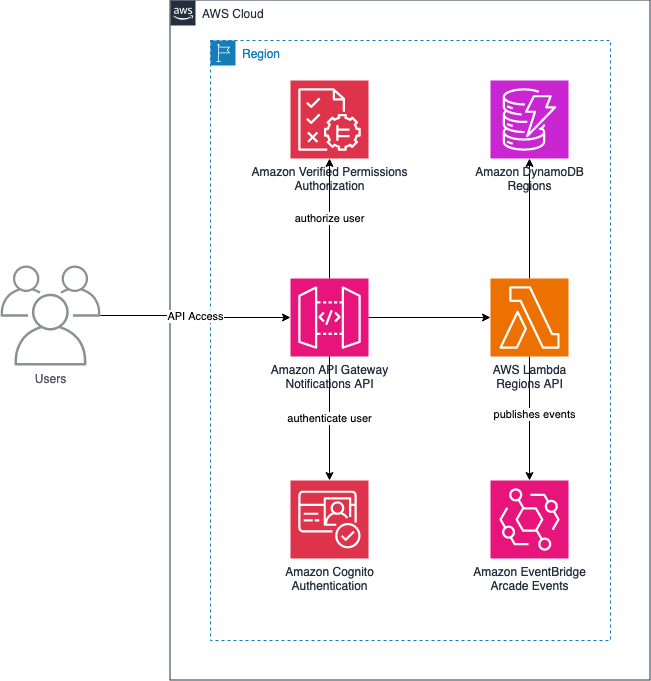 aws
AWS Cloud
Region
Amazon Verified Permissions
Authorization
Amazon DynamoDB
Regions
authorize user
API Access
</>
Amazon API Gateway
Notifications API
AWS Lambda
Regions API
Users
authenticate user
publishes events
Amazon Cognito
Authentication
Amazon EventBridge
Arcade Events